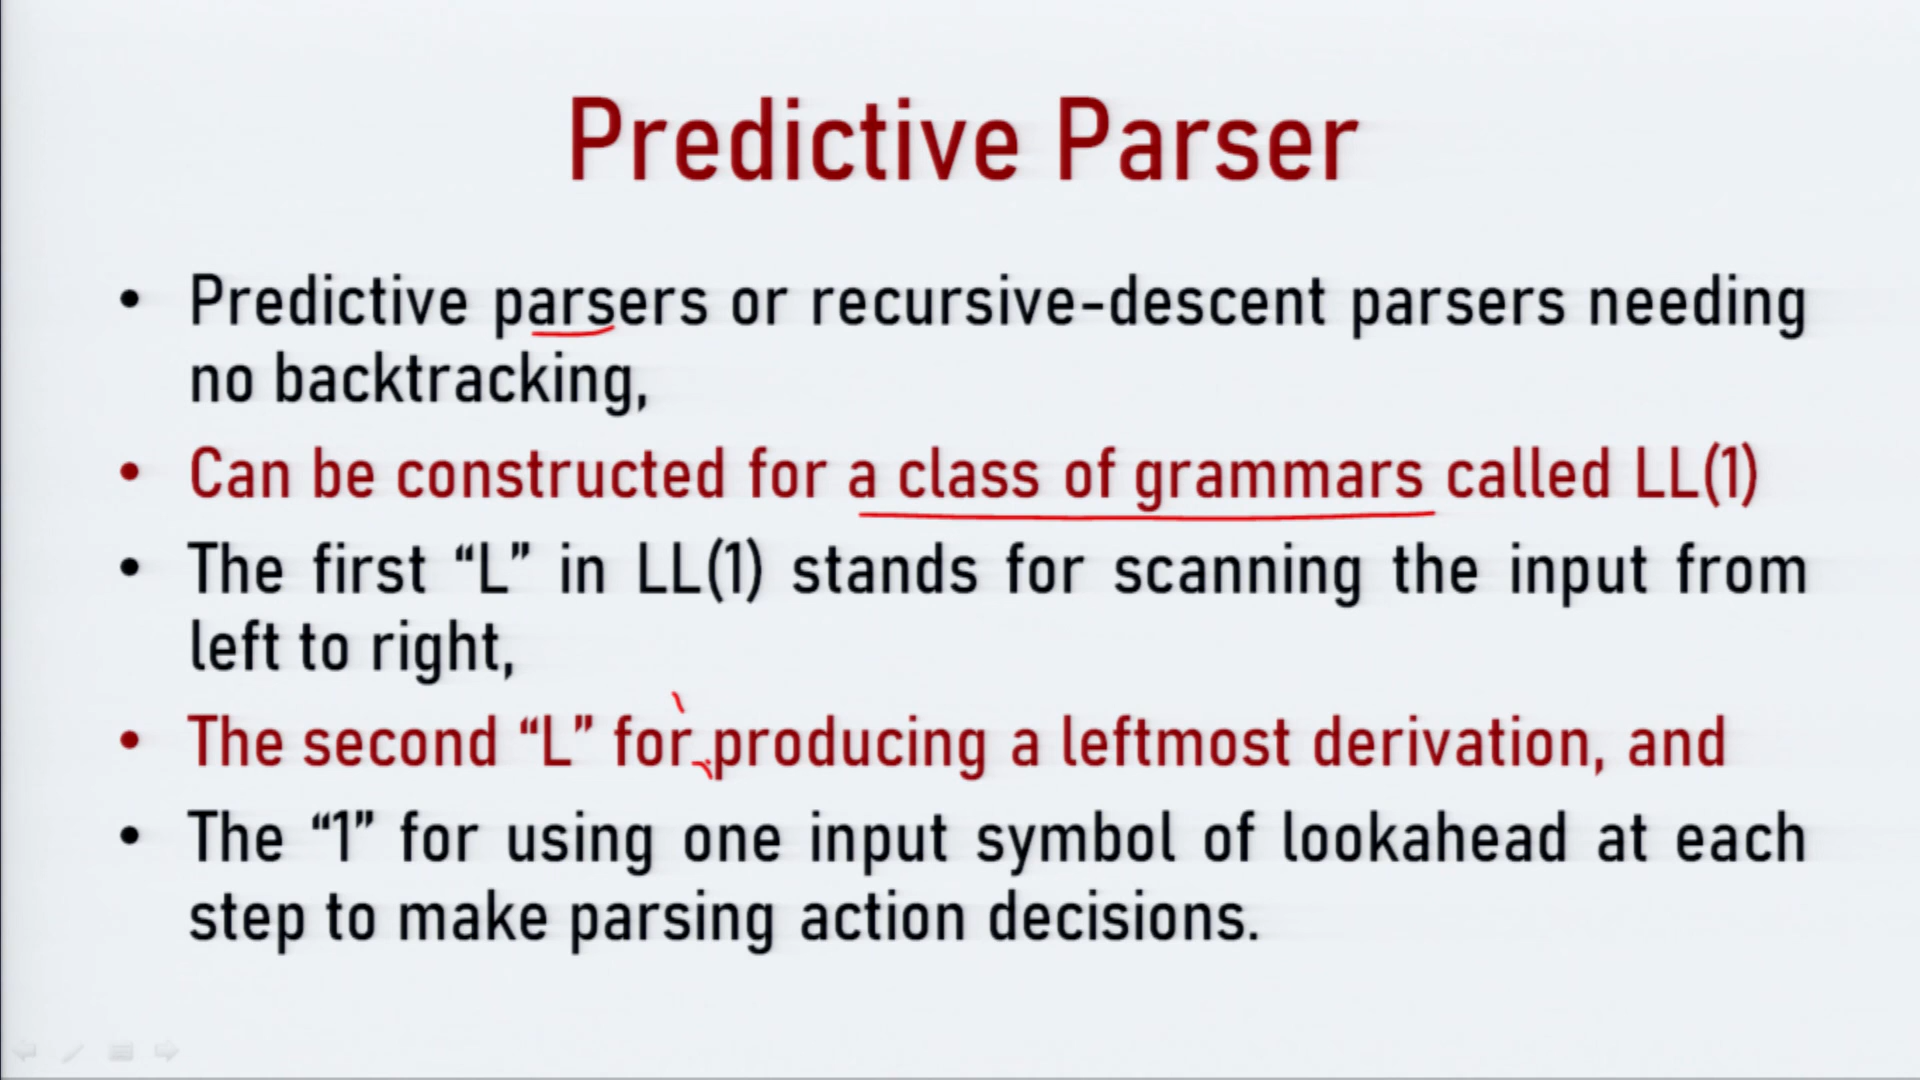 Predictive Parser
• Predictive parsers or recursive-descent parsers needing
no backtracking,
• Can be constructed for a class of grammars called LL(1)
• The first “L” in LL(1) stands for scanning the input from
left to right,
• The second “L” for producing a leftmost derivation, and
• The “1” for using one input symbol of lookahead at each
step to make parsing action decisions.